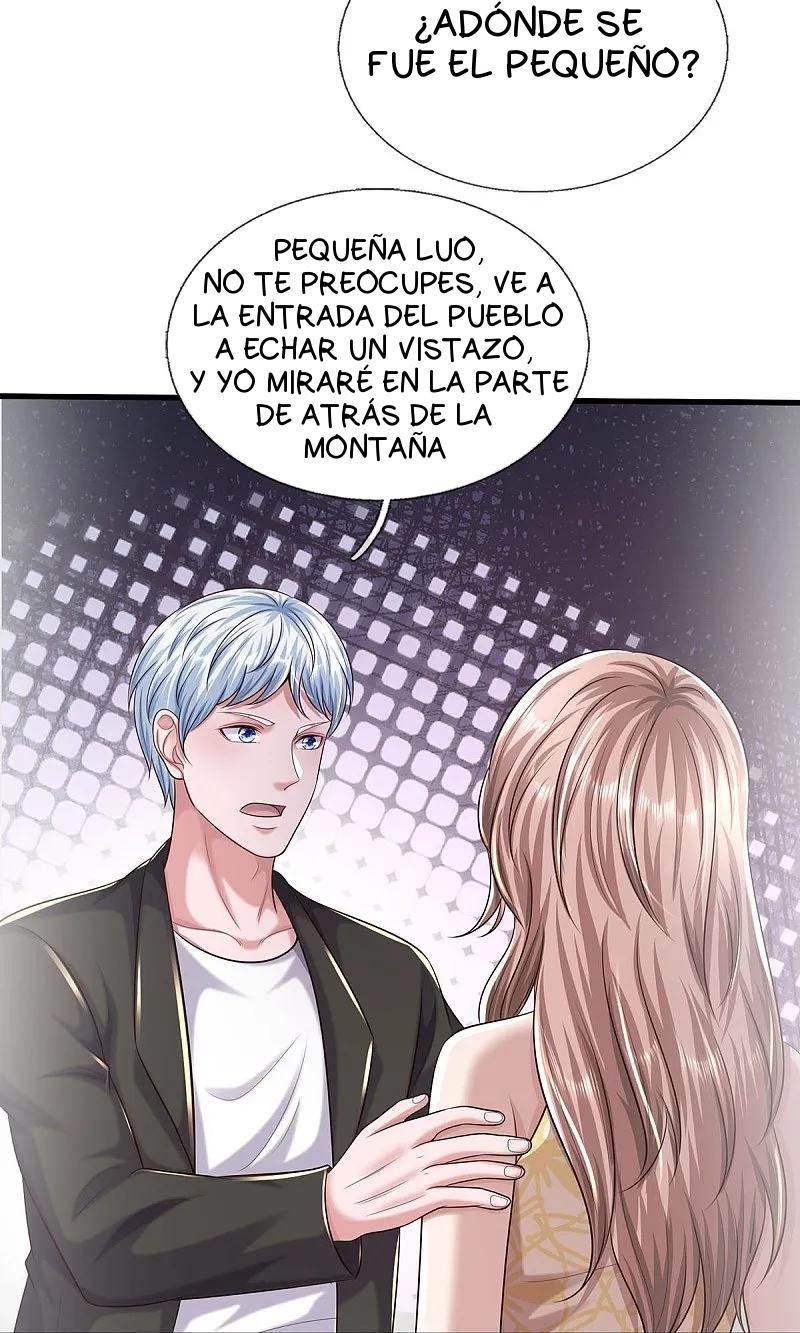 ¿ADÓNDE SE
FUE EL PEQUEÑO?
PEQUEÑA LUO,
NO TE PREOCUPES, VE A
LA ENTRADA DEL PUEBLO
A ECHAR UN VISTAZO,
Y YO MIRARÉ EN LA PARTE
DE ATRÁS DE LA
MONTAÑA